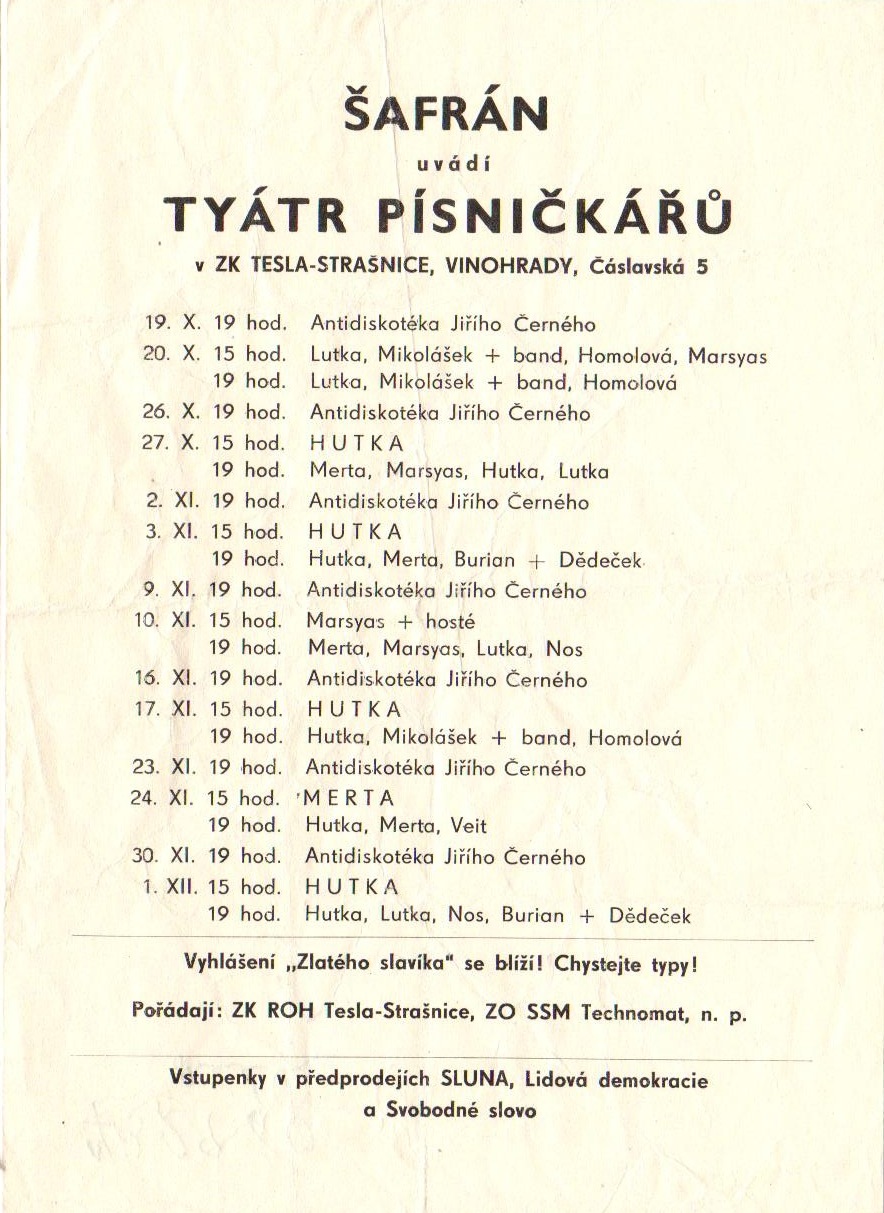 ŠAFRÁN
uvádí
TYÁTR PÍSNIČKÁŘŮ
v ZK TESLA-STRAŠNICE, VINOHRADY, Čáslavská 5
19. X. 19 hod. Antidiskotéka Jiřího Černého
20. X. 15 hod. Lutka, Mikolášek + band, Homolová, Marsyas
19 hod. Lutka, Mikolášek + band, Homolová
26. X. 19 hod. Antidiskotéka Jiřího Černého
27. X. 15 hod. HUTKA
19 hod. Merta, Marsyas, Hutka, Lutka
2. XI. 19 hod. Antidiskotéka Jiřího Černého
3. XI. 15 hod. HUTKA
19 hod. Hutka, Merta, Burian + Dědeček
9. XI. 19 hod. Antidiskotéka Jiřího Černého
10. XI. 15 hod. Marsyas + hosté
19 hod. Merta, Marsyas, Lutka, Nos
16. XI. 19 hod. Antidiskotéka Jiřího Černého
17. XI. 15 hod. HUTKA
19 hod. Hutka, Mikolášek + band, Homolová
23. XI. 19 hod. Antidiskotéka Jiřího Černého
24. XI. 15 hod. MERTA
19 hod. Hutka, Merta, Veit
30. XI. 19 hod. Antidiskotéka Jiřího Černého
1. XII. 15 hod. HUTKA
19 hod. Hutka, Lutka, Nos, Burian + Dědeček
Vyhlášení „Zlatého slavíka" se blíží! Chystejte typy!
Pořádají: ZK ROH Tesla-Strašnice, ZO SSM Technomat, n. p.
Vstupenky v předprodejích SLUNA, Lidová demokracie
a Svobodné slovo